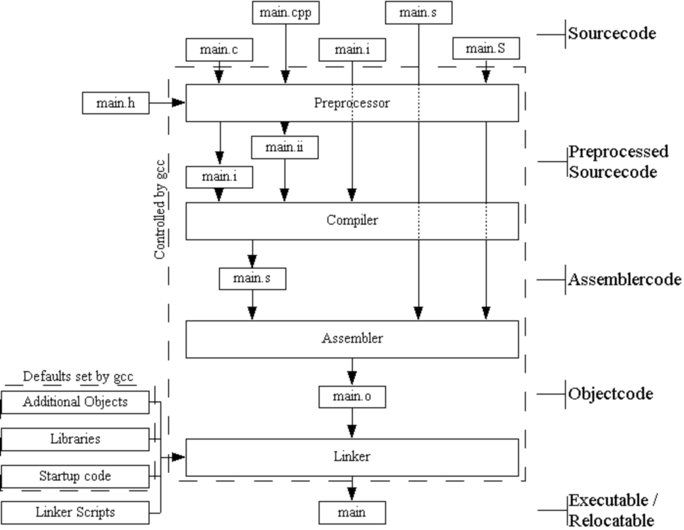 main.cpp
main.s
Sourcecode
main.c
main.i
main.S
main.h
Preprocessor
main.ii
Preprocessed
Sourcecode
main.i
Controlled by gcc
Compiler
main.s
Assemblercode
Assembler
Defaults set by gcc
Additional Objects
main.o
Objectcode
Libraries
Linker
Startup code
Linker Scripts
main
Executable /
Relocatable